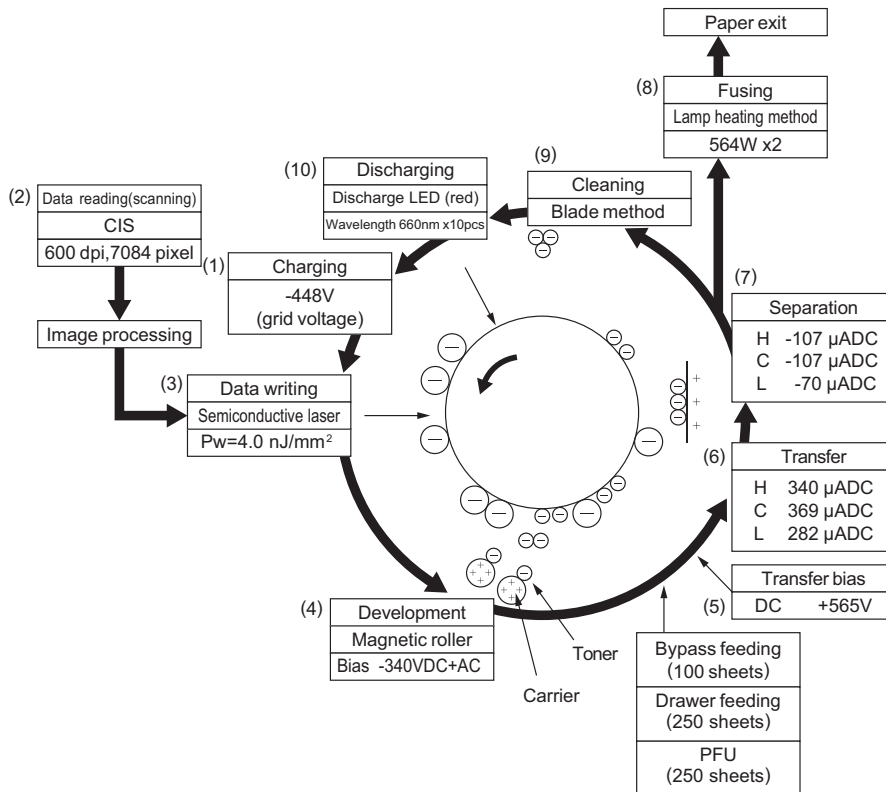 Paper exit
(8)
Fusing
Lamp heating method
564W x2
(9)
Cleaning
Blade method
(10)
Discharging
Discharge LED (red)
Wavelength 660nm x10pcs
(2)
Data reading(scanning)
CIS
600 dpi,7084 pixel
(1)
Charging
-448V
(grid voltage)
Image processing
(3)
Data writing
Semiconductive laser
Pw=4.0 nJ/mm²
(7)
Separation
H -107 µADC
C -107 µADC
L -70 µADC
(6)
Transfer
H 340 µADC
C 369 µADC
L 282 µADC
Transfer bias
(5)
DC +565V
(4)
Development
Magnetic roller
Bias -340VDC+AC
Toner
Carrier
Bypass feeding
(100 sheets)
Drawer feeding
(250 sheets)
PFU
(250 sheets)